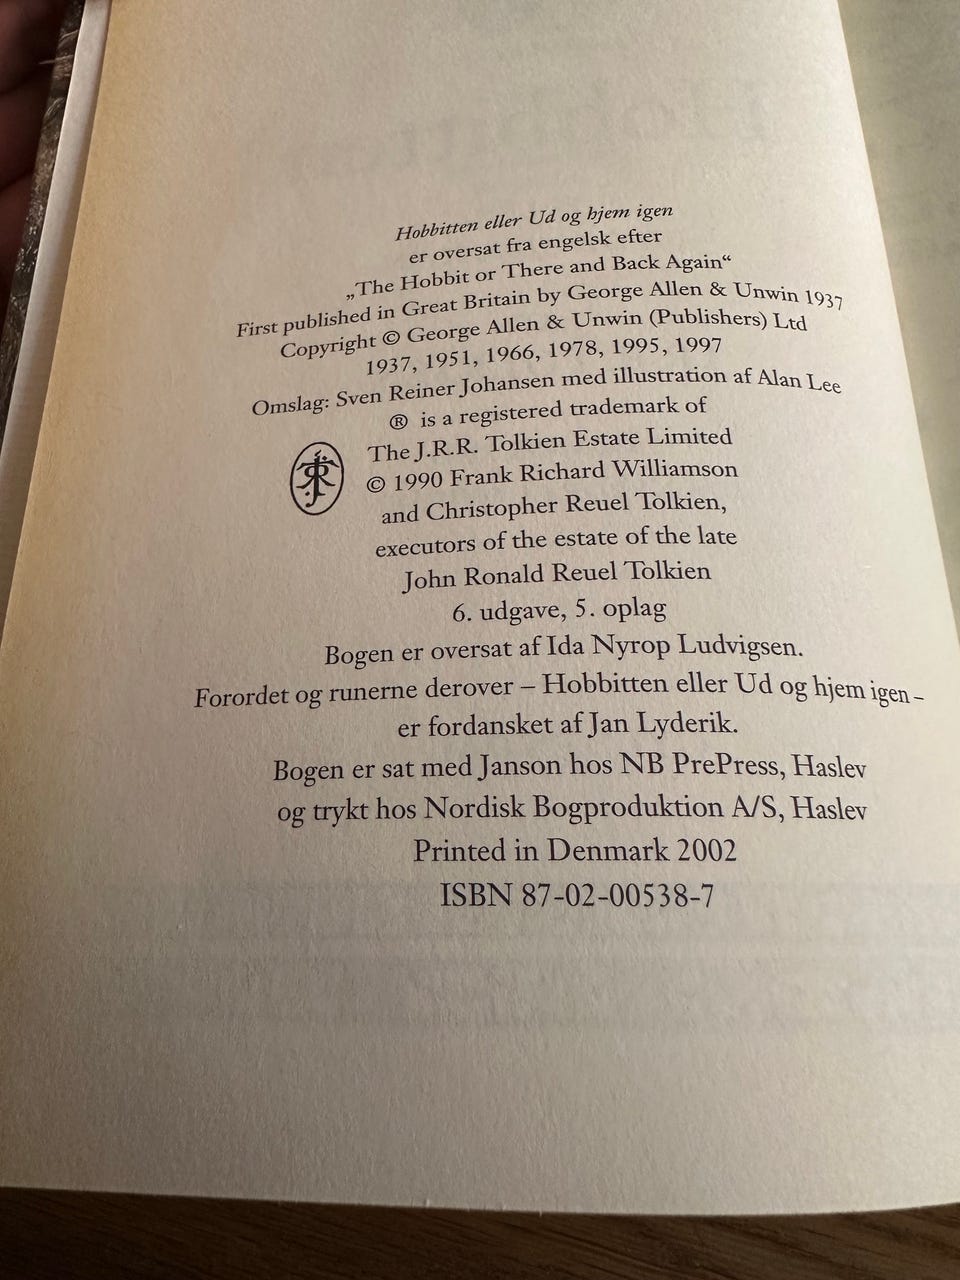 Hobbitten eller Ud og hjem igen
er oversat fra engelsk efter
„The Hobbit or There and Back Again“
First published in Great Britain by George Allen & Unwin 1937
Copyright © George Allen & Unwin (Publishers) Ltd
1937, 1951, 1966, 1978, 1995, 1997
Omslag: Sven Reiner Johansen med illustration af Alan Lee
® is a registered trademark of
The J.R.R. Tolkien Estate Limited
© 1990 Frank Richard Williamson
and Christopher Reuel Tolkien,
executors of the estate of the late
John Ronald Reuel Tolkien
6. udgave, 5. oplag
Bogen er oversat af Ida Nyrop Ludvigsen.
Forordet og runerne derover – Hobbitten eller Ud og hjem igen –
er fordansket af Jan Lyderik.
Bogen er sat med Janson hos NB PrePress, Haslev
og trykt hos Nordisk Bogproduktion A/S, Haslev
Printed in Denmark 2002
ISBN 87-02-00538-7